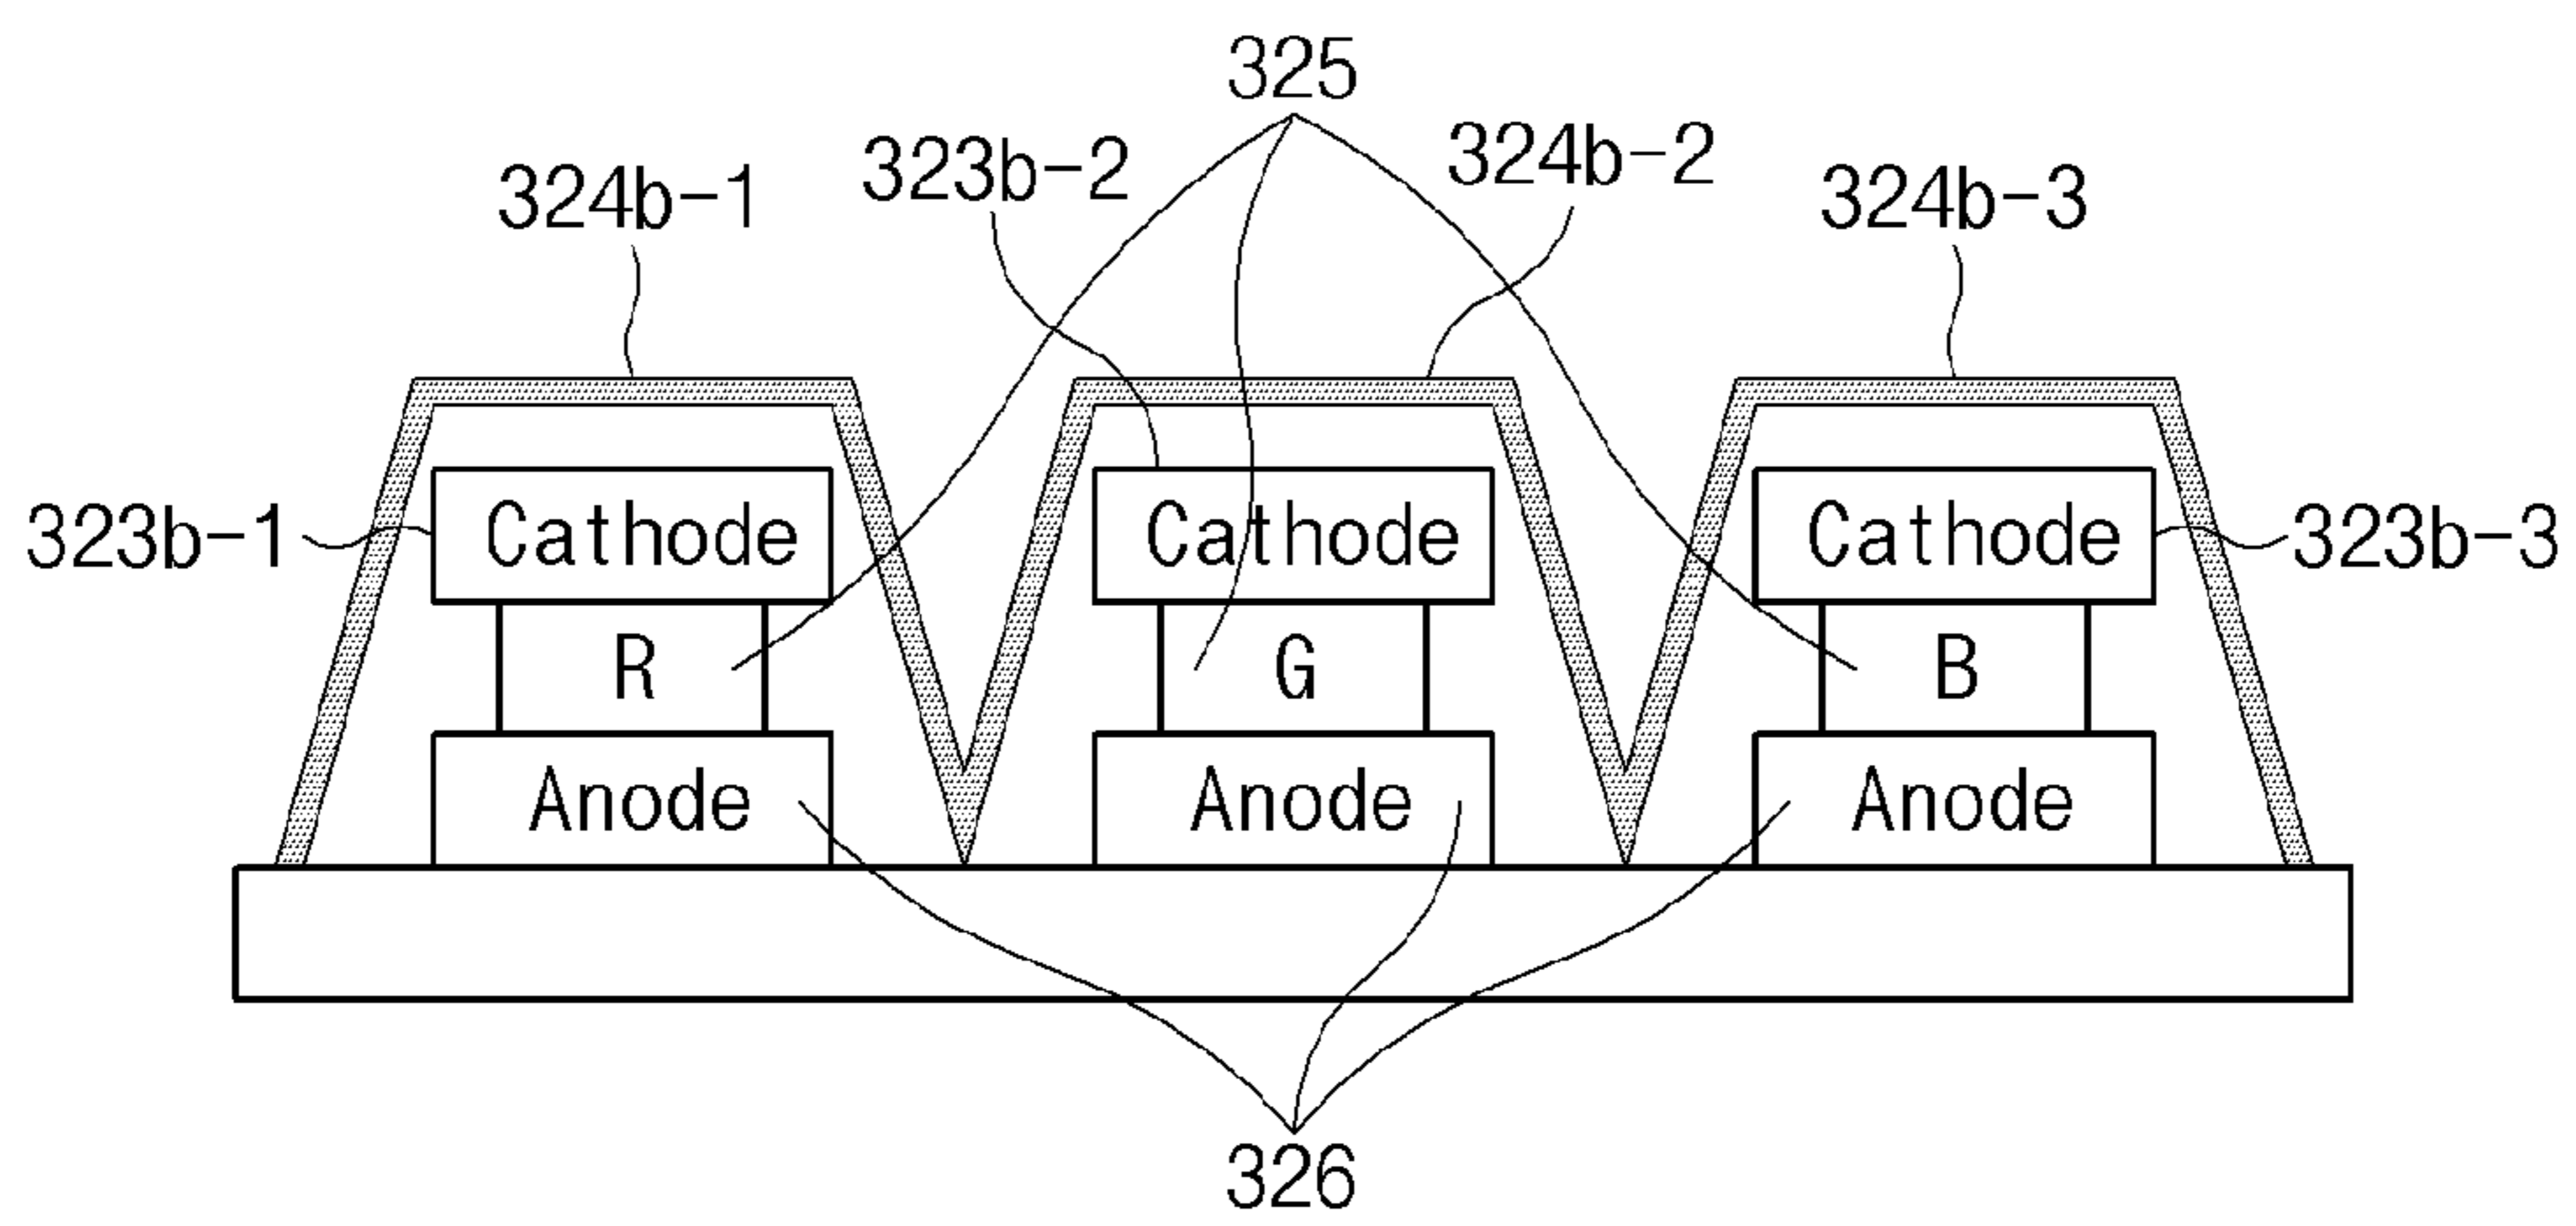 325
323b-2
324b-2
324b-1
324b-3
Cathode
Cathode
Cathode
323b-1
323b-3
R
G
B
Anode
Anode
Anode
326